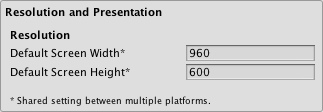 Resolution and Presentation
Resolution
Default Screen Width* 960
Default Screen Height* 600
* Shared setting between multiple platforms.